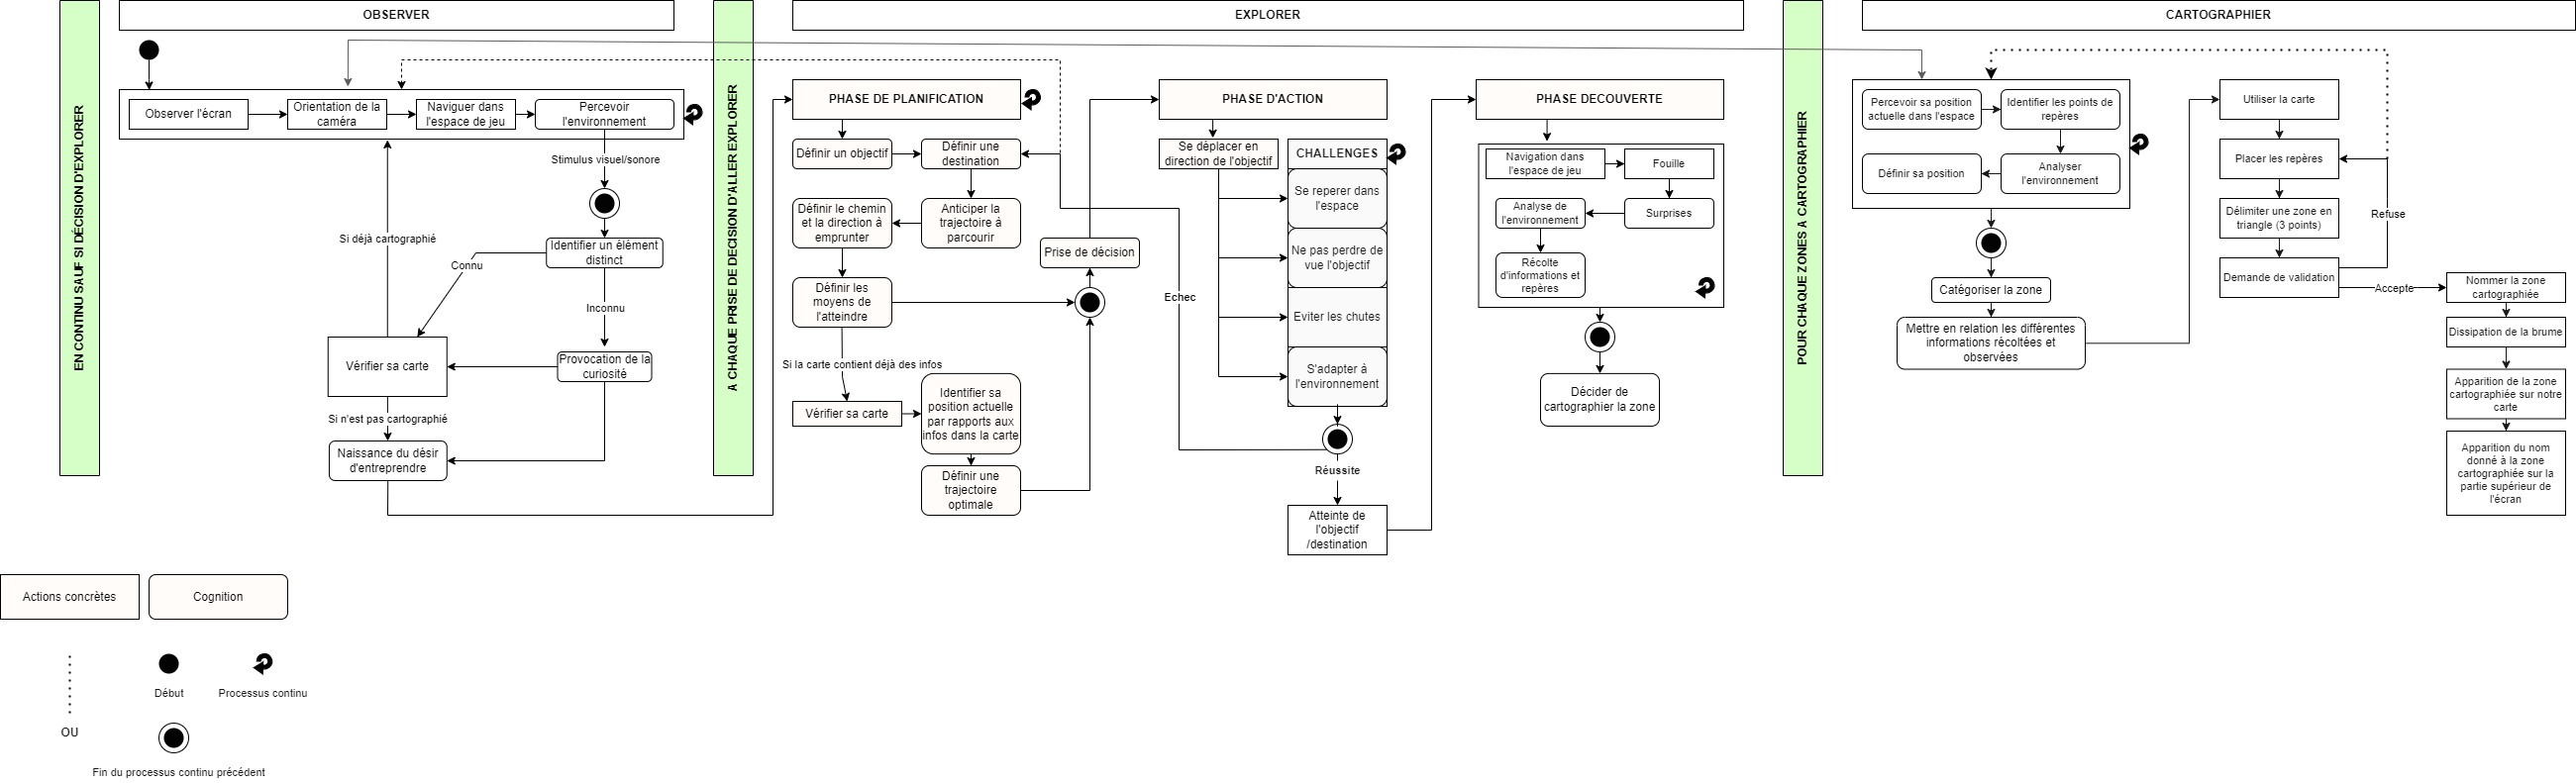 OBSERVER
EXPLORER
CARTOGRAPHIER
EN CONTINU SAUF SI DÉCISION D'EXPLORER
Observer l'écran
Orientation de la
caméra
Naviguer dans
l'espace de jeu
Percevoir
l'environnement
Stimulus visuel/sonore
Si déjà cartographié
Identifier un élément
distinct
Connu
Inconnu
Vérifier sa carte
Provocation de la
curiosité
Si n'est pas cartographié
Naissance du désir
d'entreprendre
A CHAQUE PRISE DE DECISION D'ALLER EXPLORER
PHASE DE PLANIFICATION
Définir un objectif
Définir une
destination
Définir le chemin
et la direction à
emprunter
Anticiper la
trajectoire à
parcourir
Prise de décision
Définir les
moyens de
l'atteindre
Si la carte contient déjà des infos
Vérifier sa carte
Identifier sa
position actuelle
par rapports aux
infos dans la carte
Définir une
trajectoire
optimale
PHASE D'ACTION
Se déplacer en
direction de l'objectif
CHALLENGES
Se reperer dans
l'espace
Ne pas perdre de
vue l'objectif
Eviter les chutes
S'adapter à
l'environnement
Echec
Réussite
Atteinte de
l'objectif
/destination
PHASE DECOUVERTE
Navigation dans
l'espace de jeu
Fouille
Analyse de
l'environnement
Surprises
Récolte
d'informations et
repères
Décider de
cartographier la zone
POUR CHAQUE ZONES A CARTOGRAPHIER
Percevoir sa position
actuelle dans l'espace
Identifier les points de
repères
Définir sa position
Analyser
l'environnement
Catégoriser la zone
Mettre en relation les différentes
informations récoltées et
observées
Utiliser la carte
Placer les repères
Délimiter une zone en
triangle (3 points)
Demande de validation
Refuse
Accepte
Nommer la zone
cartographiée
Dissipation de la brume
Apparition de la zone
cartographiée sur notre
carte
Apparition du nom
donné à la zone
cartographiée sur la
partie supérieur de
l'écran
Actions concrètes
Cognition
Début
Processus continu
OU
Fin du processus continu précédent